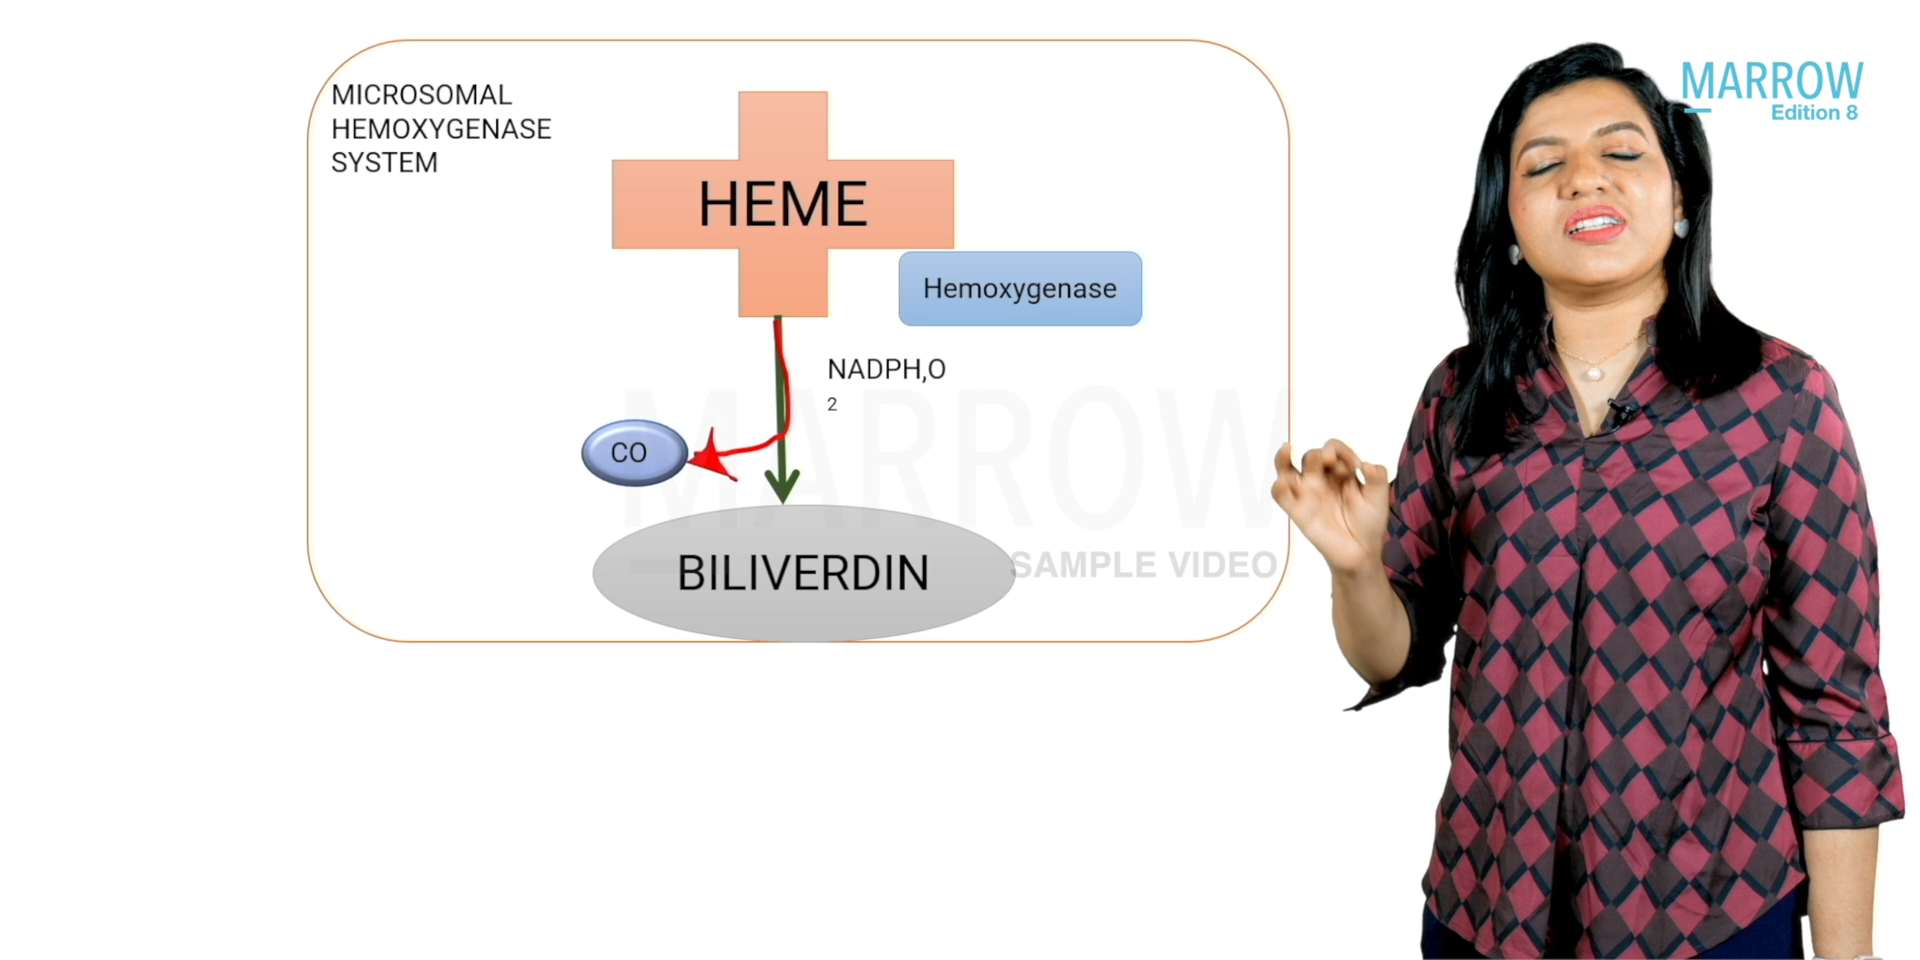 MICROSOMAL
HEMOXYGENASE
SYSTEM
HEME
Hemoxygenase
NADPH,O
2
CO
BILIVERDIN
MARROW
SAMPLE VIDEO
MARROW
Edition 8